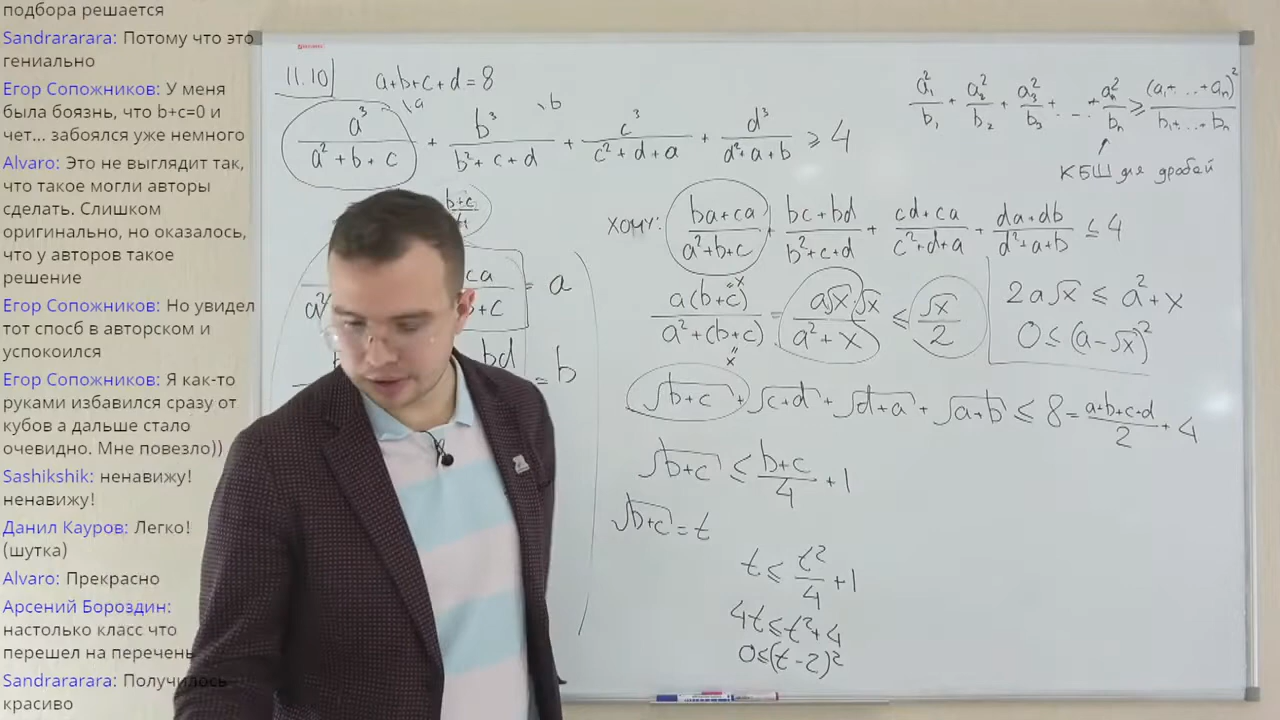 подбора решается
Sandrararara: Потому что это
гениально
Егор Сопожников: У меня
была боязнь, что b+c=0 и
чет... забоялся уже немного
Alvaro: Это не выглядит так,
что такое могли авторы
сделать. Слишком
оригинально, но оказалось,
что у авторов такое
решение
Егор Сопожников: Но увидел
тот спосб в авторском и
успокоился
Егор Сопожников: Я как-то
руками избавился сразу от
кубов а дальше стало
очевидно. Мне повезло))
Sashikshik: ненавижу!
ненавижу!
Данил Кауров: Легко!
(шутка)
Alvaro: Прекрасно
Арсений Бороздин:
настолько класс что
перешел на перечень
Sandrararara: Получилось
красиво
11.10 a+b+c+d=8
\a \b
a³/(a²+b+c) + b³/(b²+c+d) + c³/(c²+d+a) + d³/(d²+a+b) ≥ 4
= a
bd = b
a₁²/b₁ + a₂²/b₂ + a₃²/b₃ + ... + aₙ²/bₙ ≥ (a₁+...+aₙ)²/(b₁+...+bₙ)
КБШ для дробей
хотим: (ba+ca)/(a²+b+c) + (bc+bd)/(b²+c+d) + (cd+ca)/(c²+d+a) + (da+db)/(d²+a+b) ≤ 4
a(b+c)/(a²+(b+c)) = a√x·√x/(a²+x) ≤ √x/2
=x
=x
2a√x ≤ a²+x
0 ≤ (a-√x)²
√(b+c) + √(c+d) + √(d+a) + √(a+b) ≤ 8 = (a+b+c+d)/2 + 4
√(b+c) ≤ (b+c)/4 + 1
√(b+c) = t
t ≤ t²/4 + 1
4t ≤ t²+4
0 ≤ (t-2)²